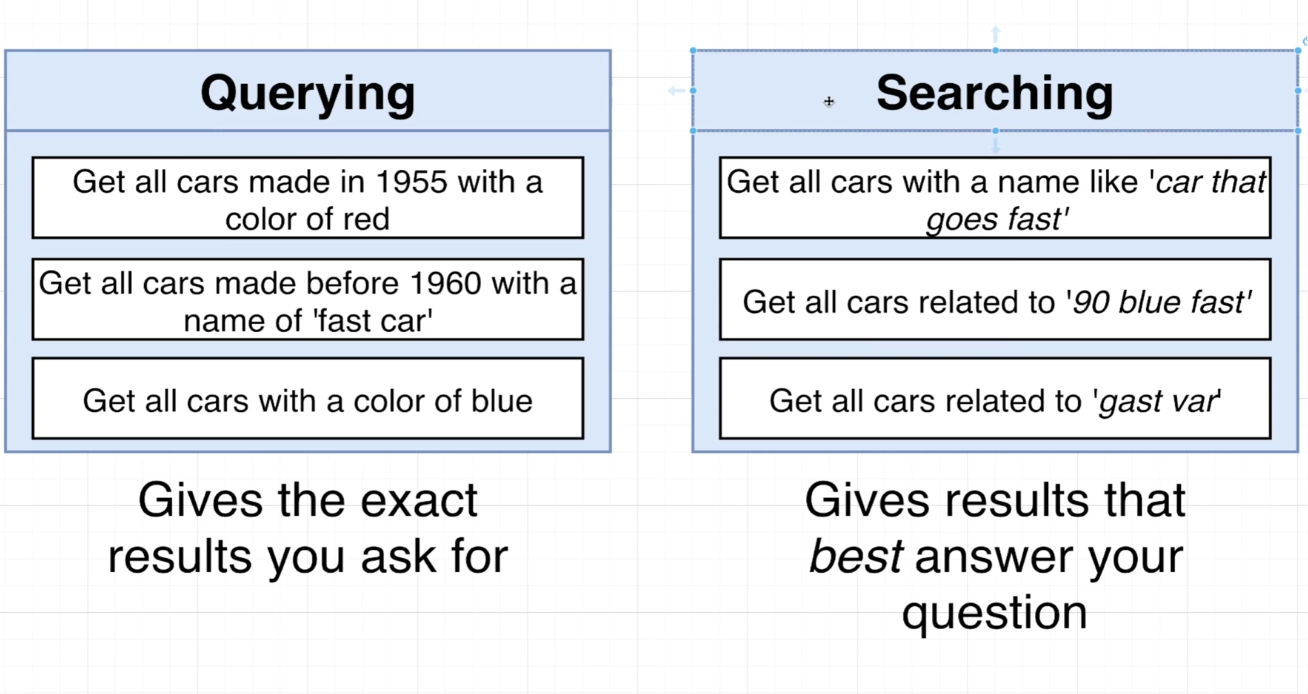 Querying
Get all cars made in 1955 with a
color of red
Get all cars made before 1960 with a
name of 'fast car'
Get all cars with a color of blue
Gives the exact
results you ask for
Searching
Get all cars with a name like 'car that
goes fast'
Get all cars related to '90 blue fast'
Get all cars related to 'gast var'
Gives results that
best answer your
question